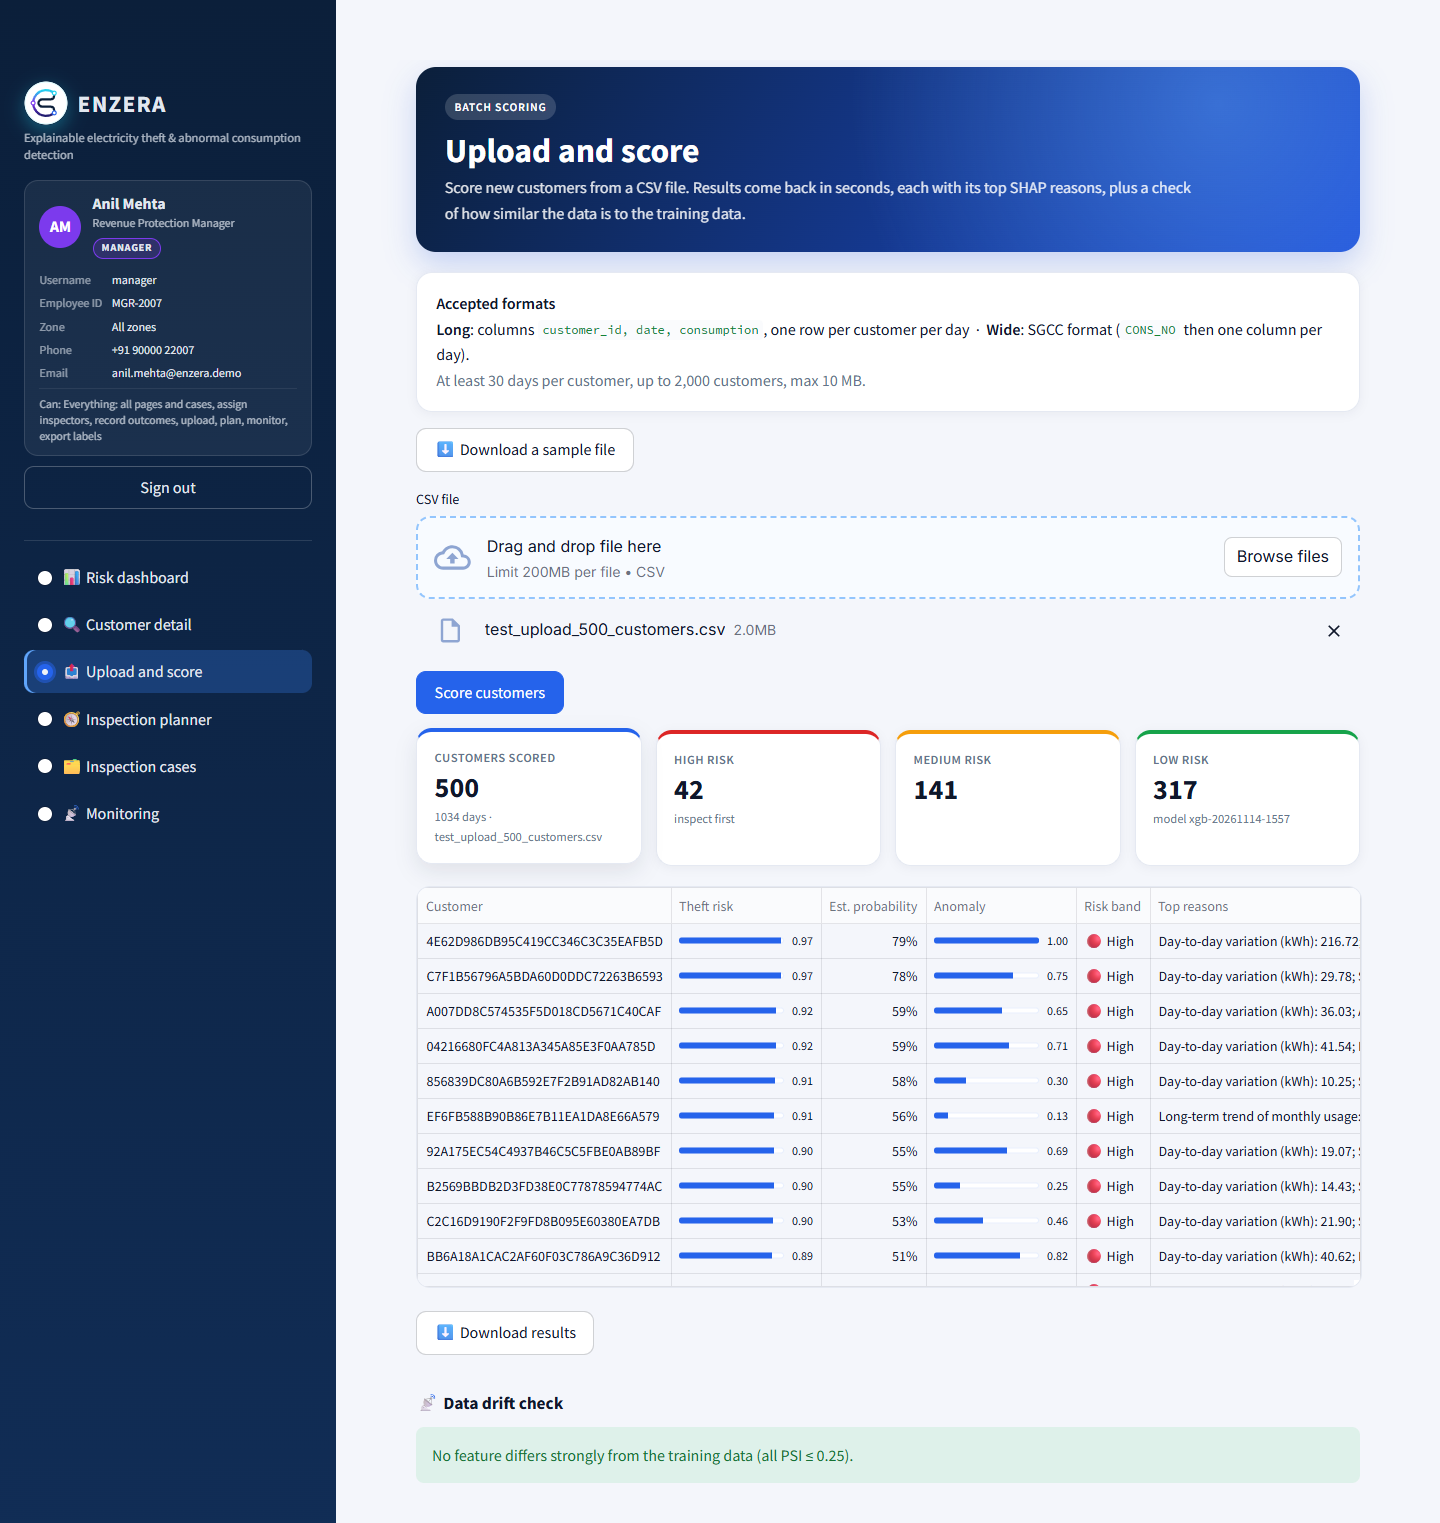 ENZERA
Explainable electricity theft & abnormal consumption
detection
AM
Anil Mehta
Revenue Protection Manager
MANAGER
Username manager
Employee ID MGR-2007
Zone All zones
Phone +91 90000 22007
Email anil.mehta@enzera.demo
Can: Everything: all pages and cases, assign
inspectors, record outcomes, upload, plan, monitor,
export labels
Sign out
Risk dashboard
Customer detail
Upload and score
Inspection planner
Inspection cases
Monitoring
BATCH SCORING
Upload and score
Score new customers from a CSV file. Results come back in seconds, each with its top SHAP reasons, plus a check
of how similar the data is to the training data.
Accepted formats
Long: columns customer_id, date, consumption , one row per customer per day · Wide: SGCC format ( CONS_NO then one column per
day).
At least 30 days per customer, up to 2,000 customers, max 10 MB.
Download a sample file
CSV file
Drag and drop file here
Limit 200MB per file • CSV
Browse files
test_upload_500_customers.csv 2.0MB
Score customers
CUSTOMERS SCORED
500
1034 days ·
test_upload_500_customers.csv
HIGH RISK
42
inspect first
MEDIUM RISK
141
LOW RISK
317
model xgb-20261114-1557
Customer Theft risk Est. probability Anomaly Risk band Top reasons
4E62D986DB95C419CC346C3C35EAFB5D 0.97 79% 1.00 High Day-to-day variation (kWh): 216.72
C7F1B56796A5BDA60D0DDC72263B6593 0.97 78% 0.75 High Day-to-day variation (kWh): 29.78;
A007DD8C574535F5D018CD5671C40CAF 0.92 59% 0.65 High Day-to-day variation (kWh): 36.03;
04216680FC4A813A345A85E3F0AA785D 0.92 59% 0.71 High Day-to-day variation (kWh): 41.54;
856839DC80A6B592E7F2B91AD82AB140 0.91 58% 0.30 High Day-to-day variation (kWh): 10.25;
EF6FB588B90B86E7B11EA1DA8E66A579 0.91 56% 0.13 High Long-term trend of monthly usage:
92A175EC54C4937B46C5C5FBE0AB89BF 0.90 55% 0.69 High Day-to-day variation (kWh): 19.07;
B2569BBDB2D3FD38E0C77878594774AC 0.90 55% 0.25 High Day-to-day variation (kWh): 14.43;
C2C16D9190F2F9FD8B095E60380EA7DB 0.90 53% 0.46 High Day-to-day variation (kWh): 21.90;
BB6A18A1CAC2AF60F03C786A9C36D912 0.89 51% 0.82 High Day-to-day variation (kWh): 40.62;
Download results
Data drift check
No feature differs strongly from the training data (all PSI ≤ 0.25).